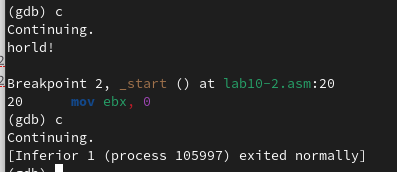 (gdb) c
Continuing.
horld!

Breakpoint 2, _start () at lab10-2.asm:20
20 mov ebx, 0
(gdb) c
Continuing.
[Inferior 1 (process 105997) exited normally]
(gdb)